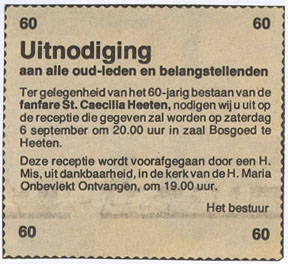 60 60
Uitnodiging
aan alle oud-leden en belangstellenden
Ter gelegenheid van het 60-jarig bestaan van de
fanfare St. Caecilia Heeten, nodigen wij u uit op
de receptie die gegeven zal worden op zaterdag
6 september om 20.00 uur in zaal Bosgoed te
Heeten.
Deze receptie wordt voorafgegaan door een H.
Mis, uit dankbaarheid, in de kerk van de H. Maria
Onbevlekt Ontvangen, om 19.00 uur.
Het bestuur
60 60